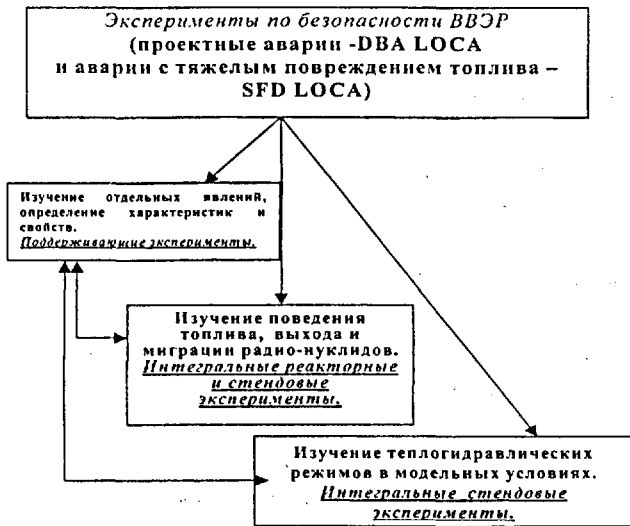 Эксперименты по безопасности ВВЭР
(проектные аварии -DBA LOCA
и аварии с тяжелым повреждением топлива –
SFD LOCA)
Изучение отдельных явлений,
определение характеристик и
свойств.
Поддерживающие эксперименты.
Изучение поведения
топлива, выхода и
миграции радио-нуклидов.
Интегральные реакторные
и стендовые
эксперименты.
Изучение теплогидравлических
режимов в модельных условиях.
Интегральные стендовые
эксперименты.